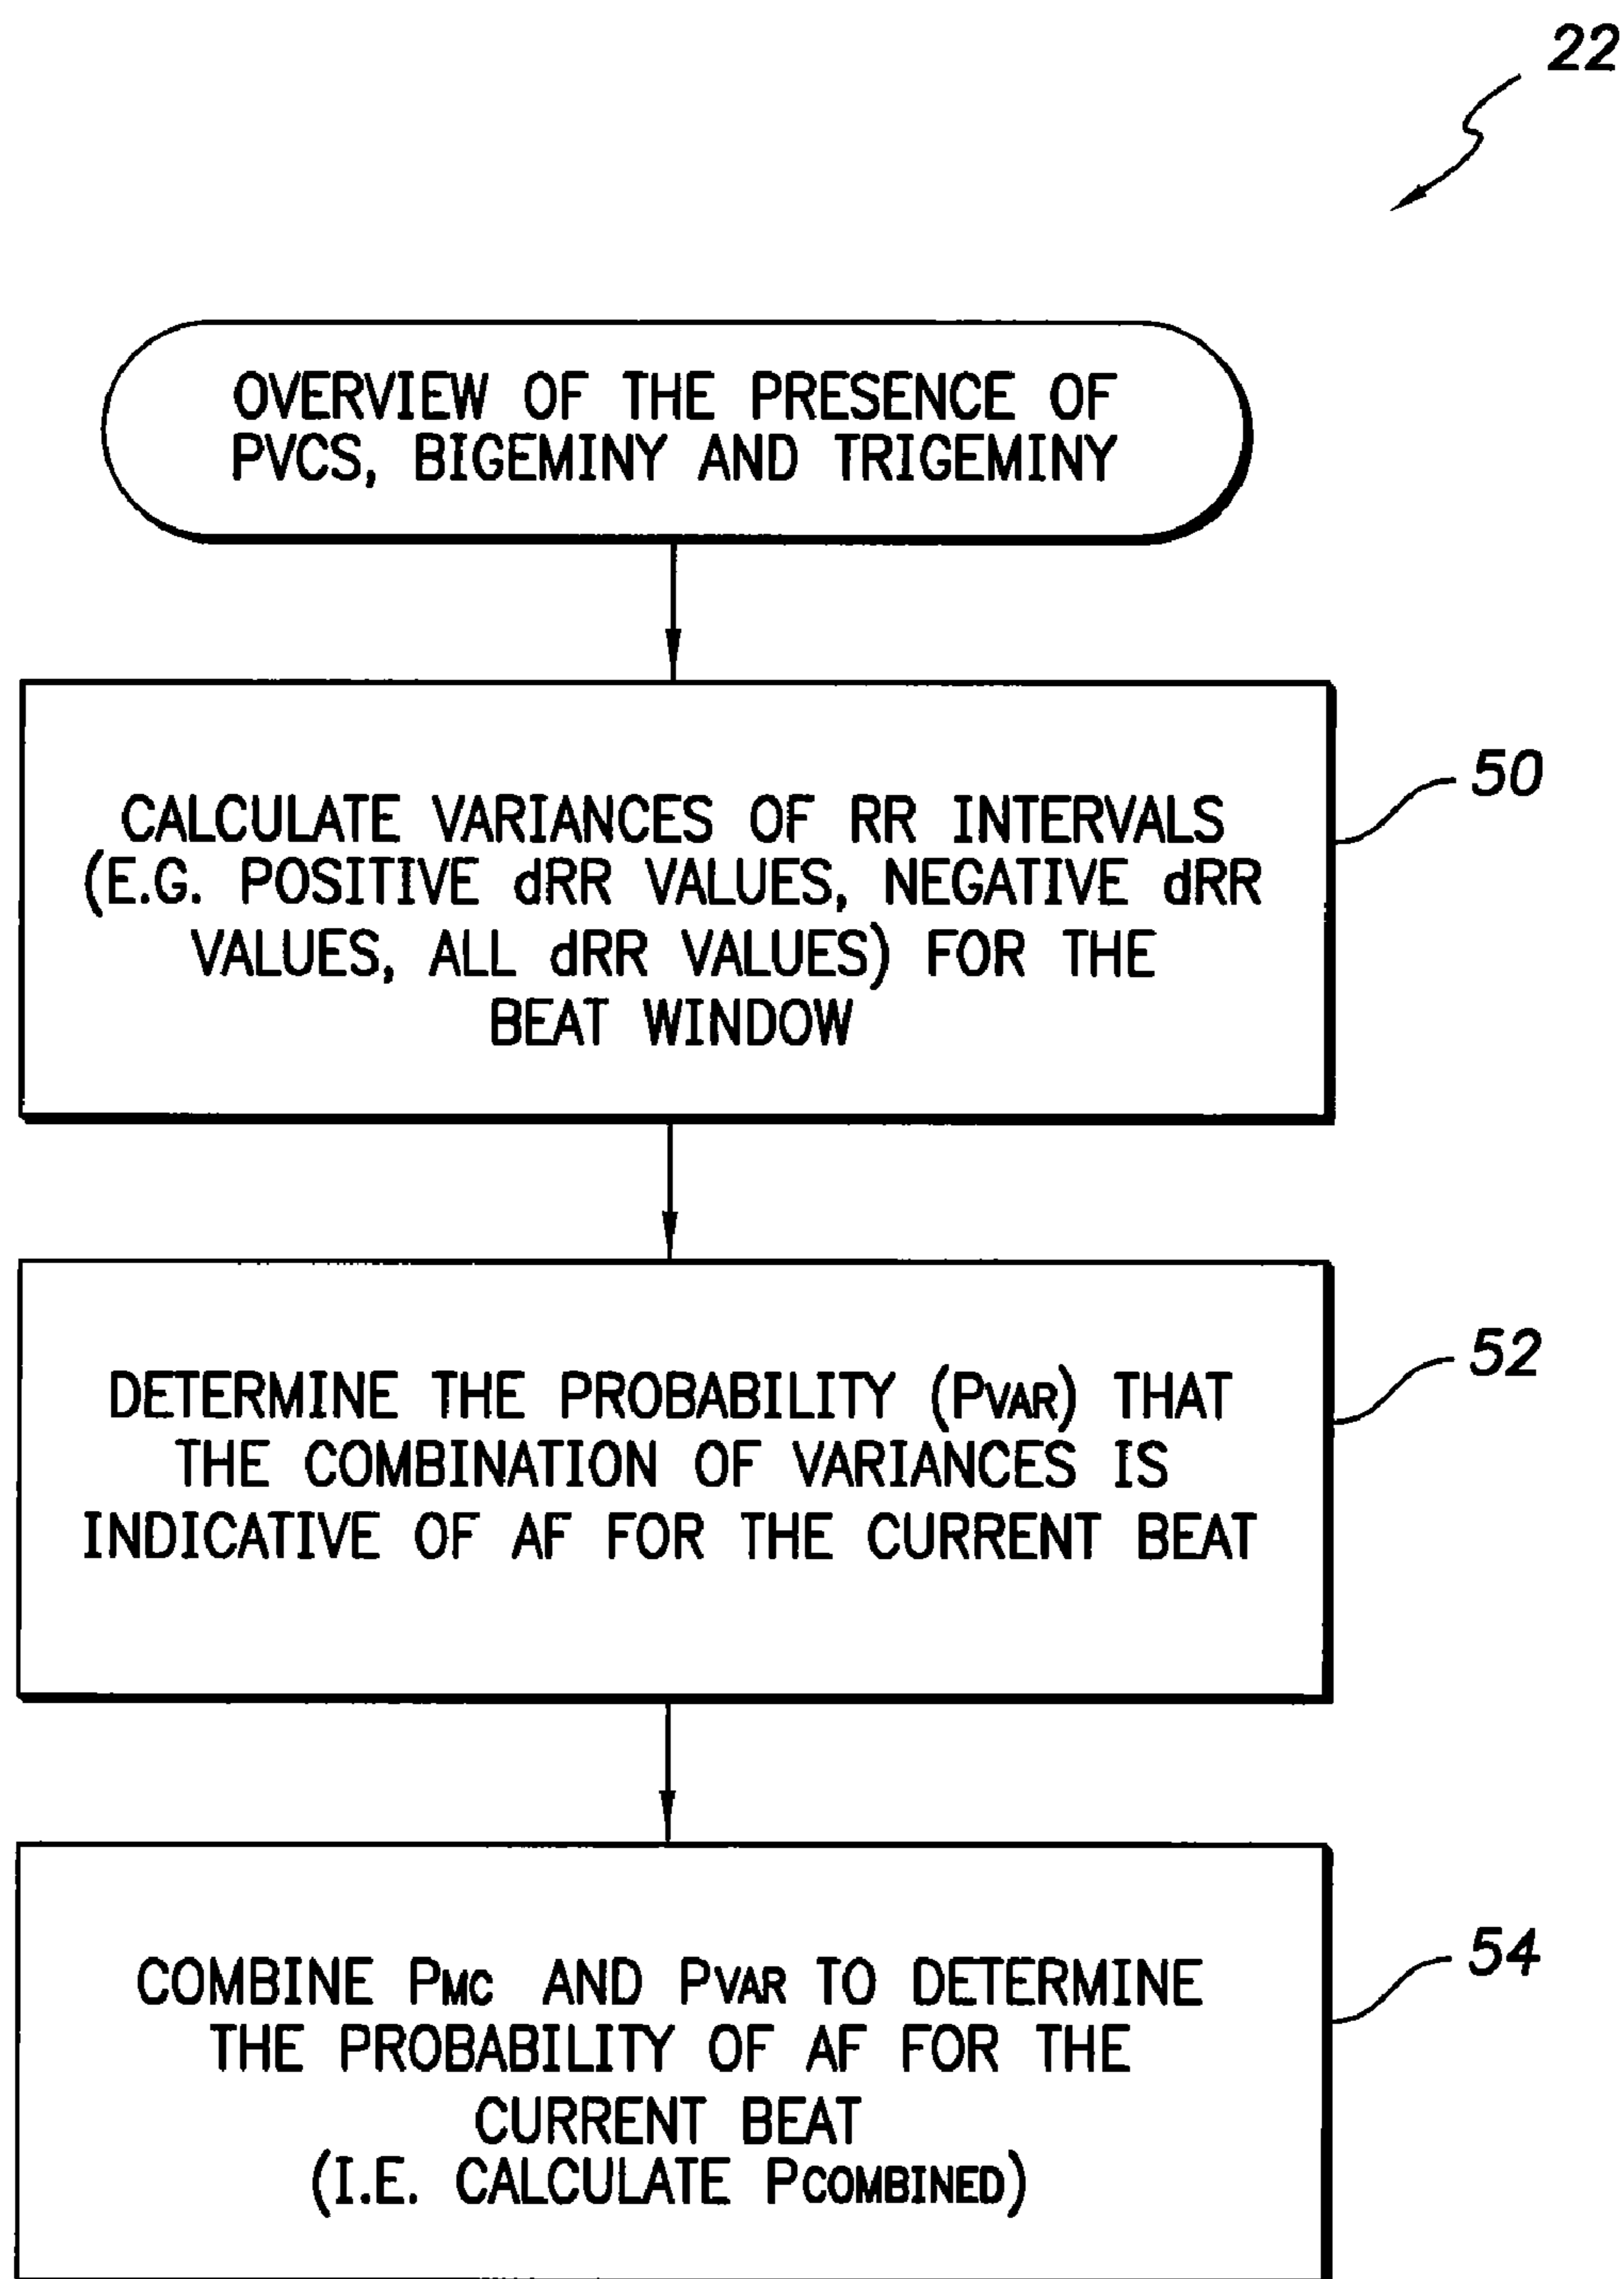 22
OVERVIEW OF THE PRESENCE OF
PVCS, BIGEMINY AND TRIGEMINY
CALCULATE VARIANCES OF RR INTERVALS
(E.G. POSITIVE dRR VALUES, NEGATIVE dRR
VALUES, ALL dRR VALUES) FOR THE
BEAT WINDOW
50
DETERMINE THE PROBABILITY (PVAR) THAT
THE COMBINATION OF VARIANCES IS
INDICATIVE OF AF FOR THE CURRENT BEAT
52
COMBINE PMC AND PVAR TO DETERMINE
THE PROBABILITY OF AF FOR THE
CURRENT BEAT
(I.E. CALCULATE PCOMBINED)
54